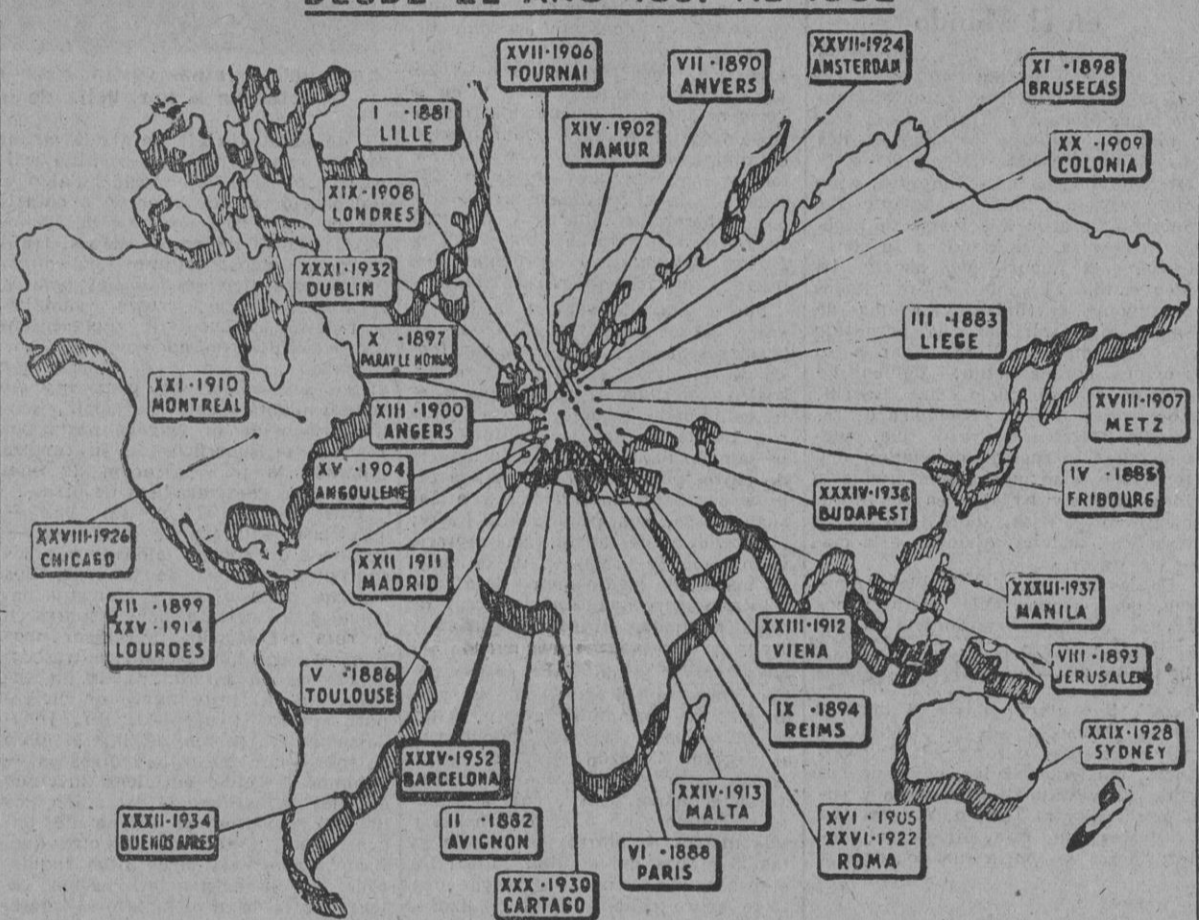 DESDE EL AÑO
XVII·1906
TOURNAI
VII·1890
ANVERS
XXVII·1924
AMSTERDAM
XI·1898
BRUSECAS
I·1881
LILLE
XIV·1902
NAMUR
XX·1909
COLONIA
XIX·1908
LONDRES
XXXI·1932
DUBLIN
III·1883
LIEGE
X·1897
PARAY LE MONIAL
XXI·1910
MONTREAL
XIII·1900
ANGERS
XVIII·1907
METZ
XV·1904
ANGOULEME
IV·1885
FRIBOURG
XXXIV·1938
BUDAPEST
XXVIII·1926
CHICAGO
XXII 1911
MADRID
XXXIII·1937
MANILA
XII·1899
XXV·1914
LOURDES
XXIII·1912
VIENA
VIII·1893
JERUSALEN
V·1886
TOULOUSE
IX·1894
REIMS
XXIX·1928
SYDNEY
XXXV·1952
BARCELONA
XXIV·1913
MALTA
XXXII·1934
BUENOS AIRES
II·1882
AVIGNON
VI·1888
PARIS
XVI·1905
XXVI·1922
ROMA
XXX·1930
CARTAGO